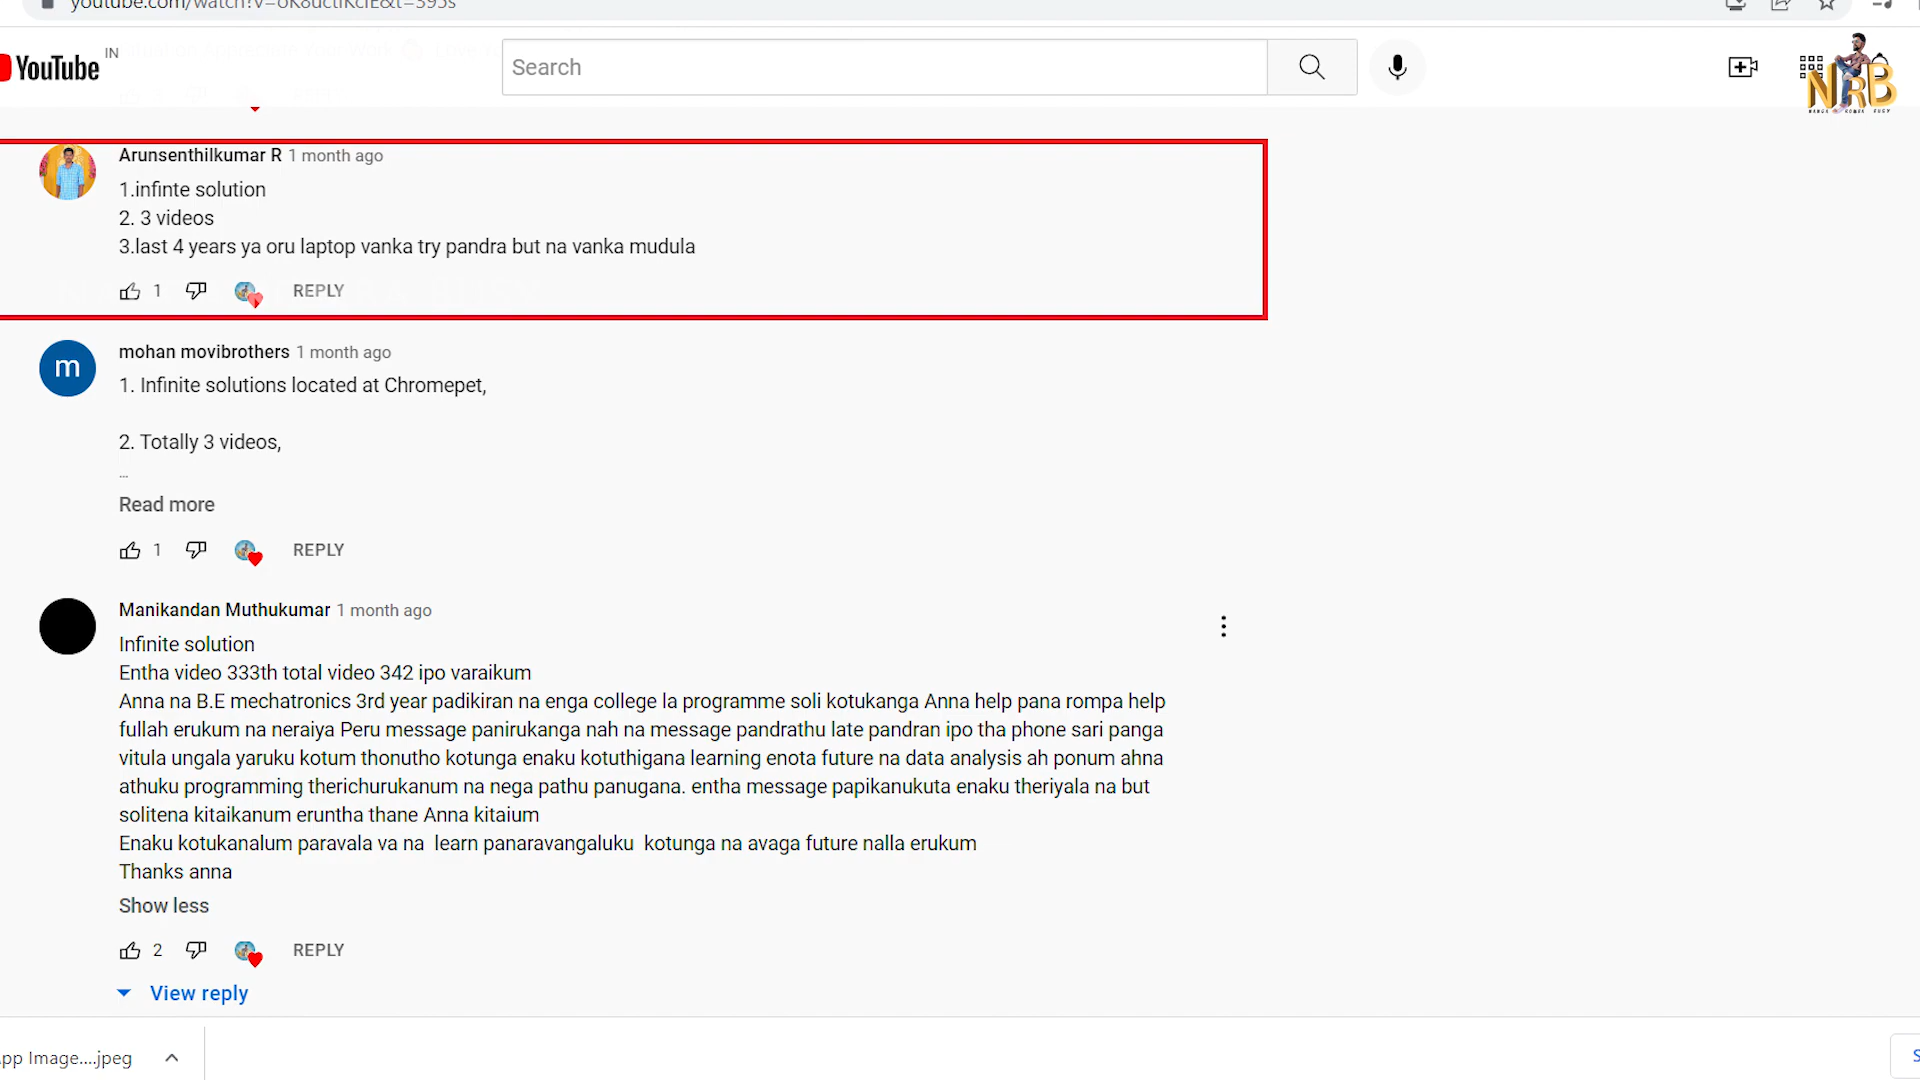 YouTube
IN
Search
NRB
Arunsenthilkumar R 1 month ago
1.infinte solution
2. 3 videos
3.last 4 years ya oru laptop vanka try pandra but na vanka mudula
1
REPLY
mohan movibrothers 1 month ago
1. Infinite solutions located at Chromepet,
2. Totally 3 videos,
...
Read more
1
REPLY
Manikandan Muthukumar 1 month ago
Infinite solution
Entha video 333th total video 342 ipo varaikum
Anna na B.E mechatronics 3rd year padikiran na enga college la programme soli kotukanga Anna help pana rompa help
fullah erukum na neraiya Peru message panirukanga nah na message pandrathu late pandran ipo tha phone sari panga
vitula ungala yaruku kotum thonutho kotunga enaku kotuthigana learning enota future na data analysis ah ponum ahna
athuku programming therichurukanum na nega pathu panugana. entha message papikanukuta enaku theriyala na but
solitena kitaikanum eruntha thane Anna kitaium
Enaku kotukanalum paravala va na learn panaravangaluku kotunga na avaga future nalla erukum
Thanks anna
Show less
2
REPLY
View reply
pp Image....jpeg